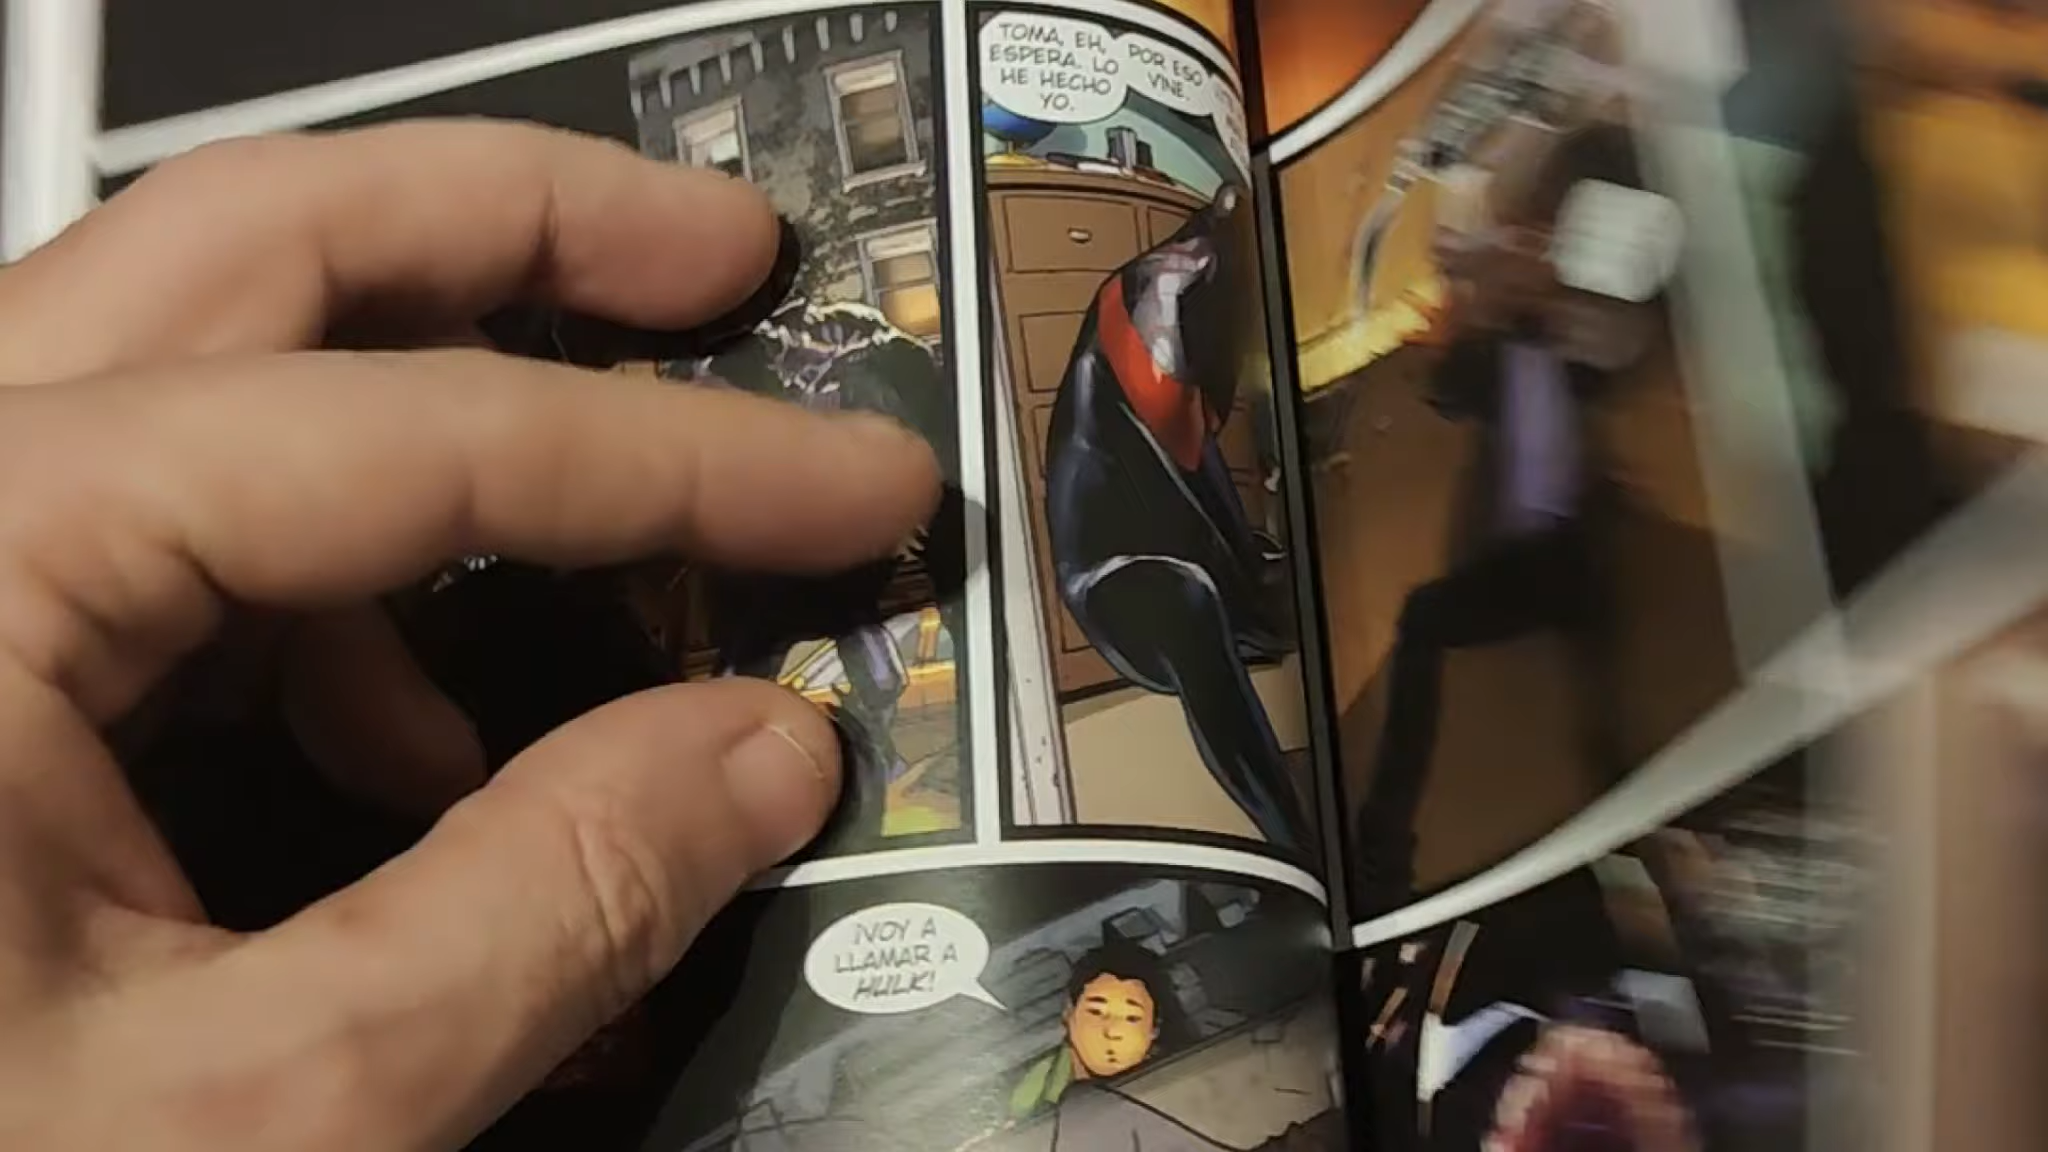 TOMA, EH,
ESPERA. LO
HE HECHO
YO.
POR ESO
VINE.
¡VOY A
LLAMAR A
HULK!